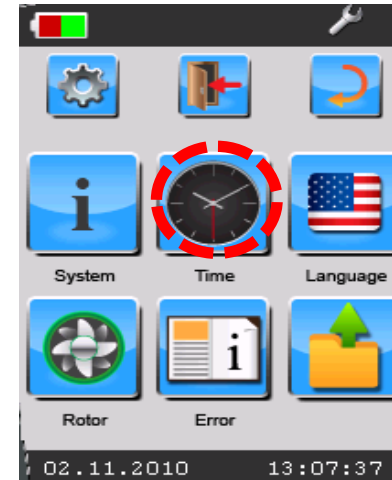 i
System Time Language
i
Rotor Error
02.11.2010 13:07:37